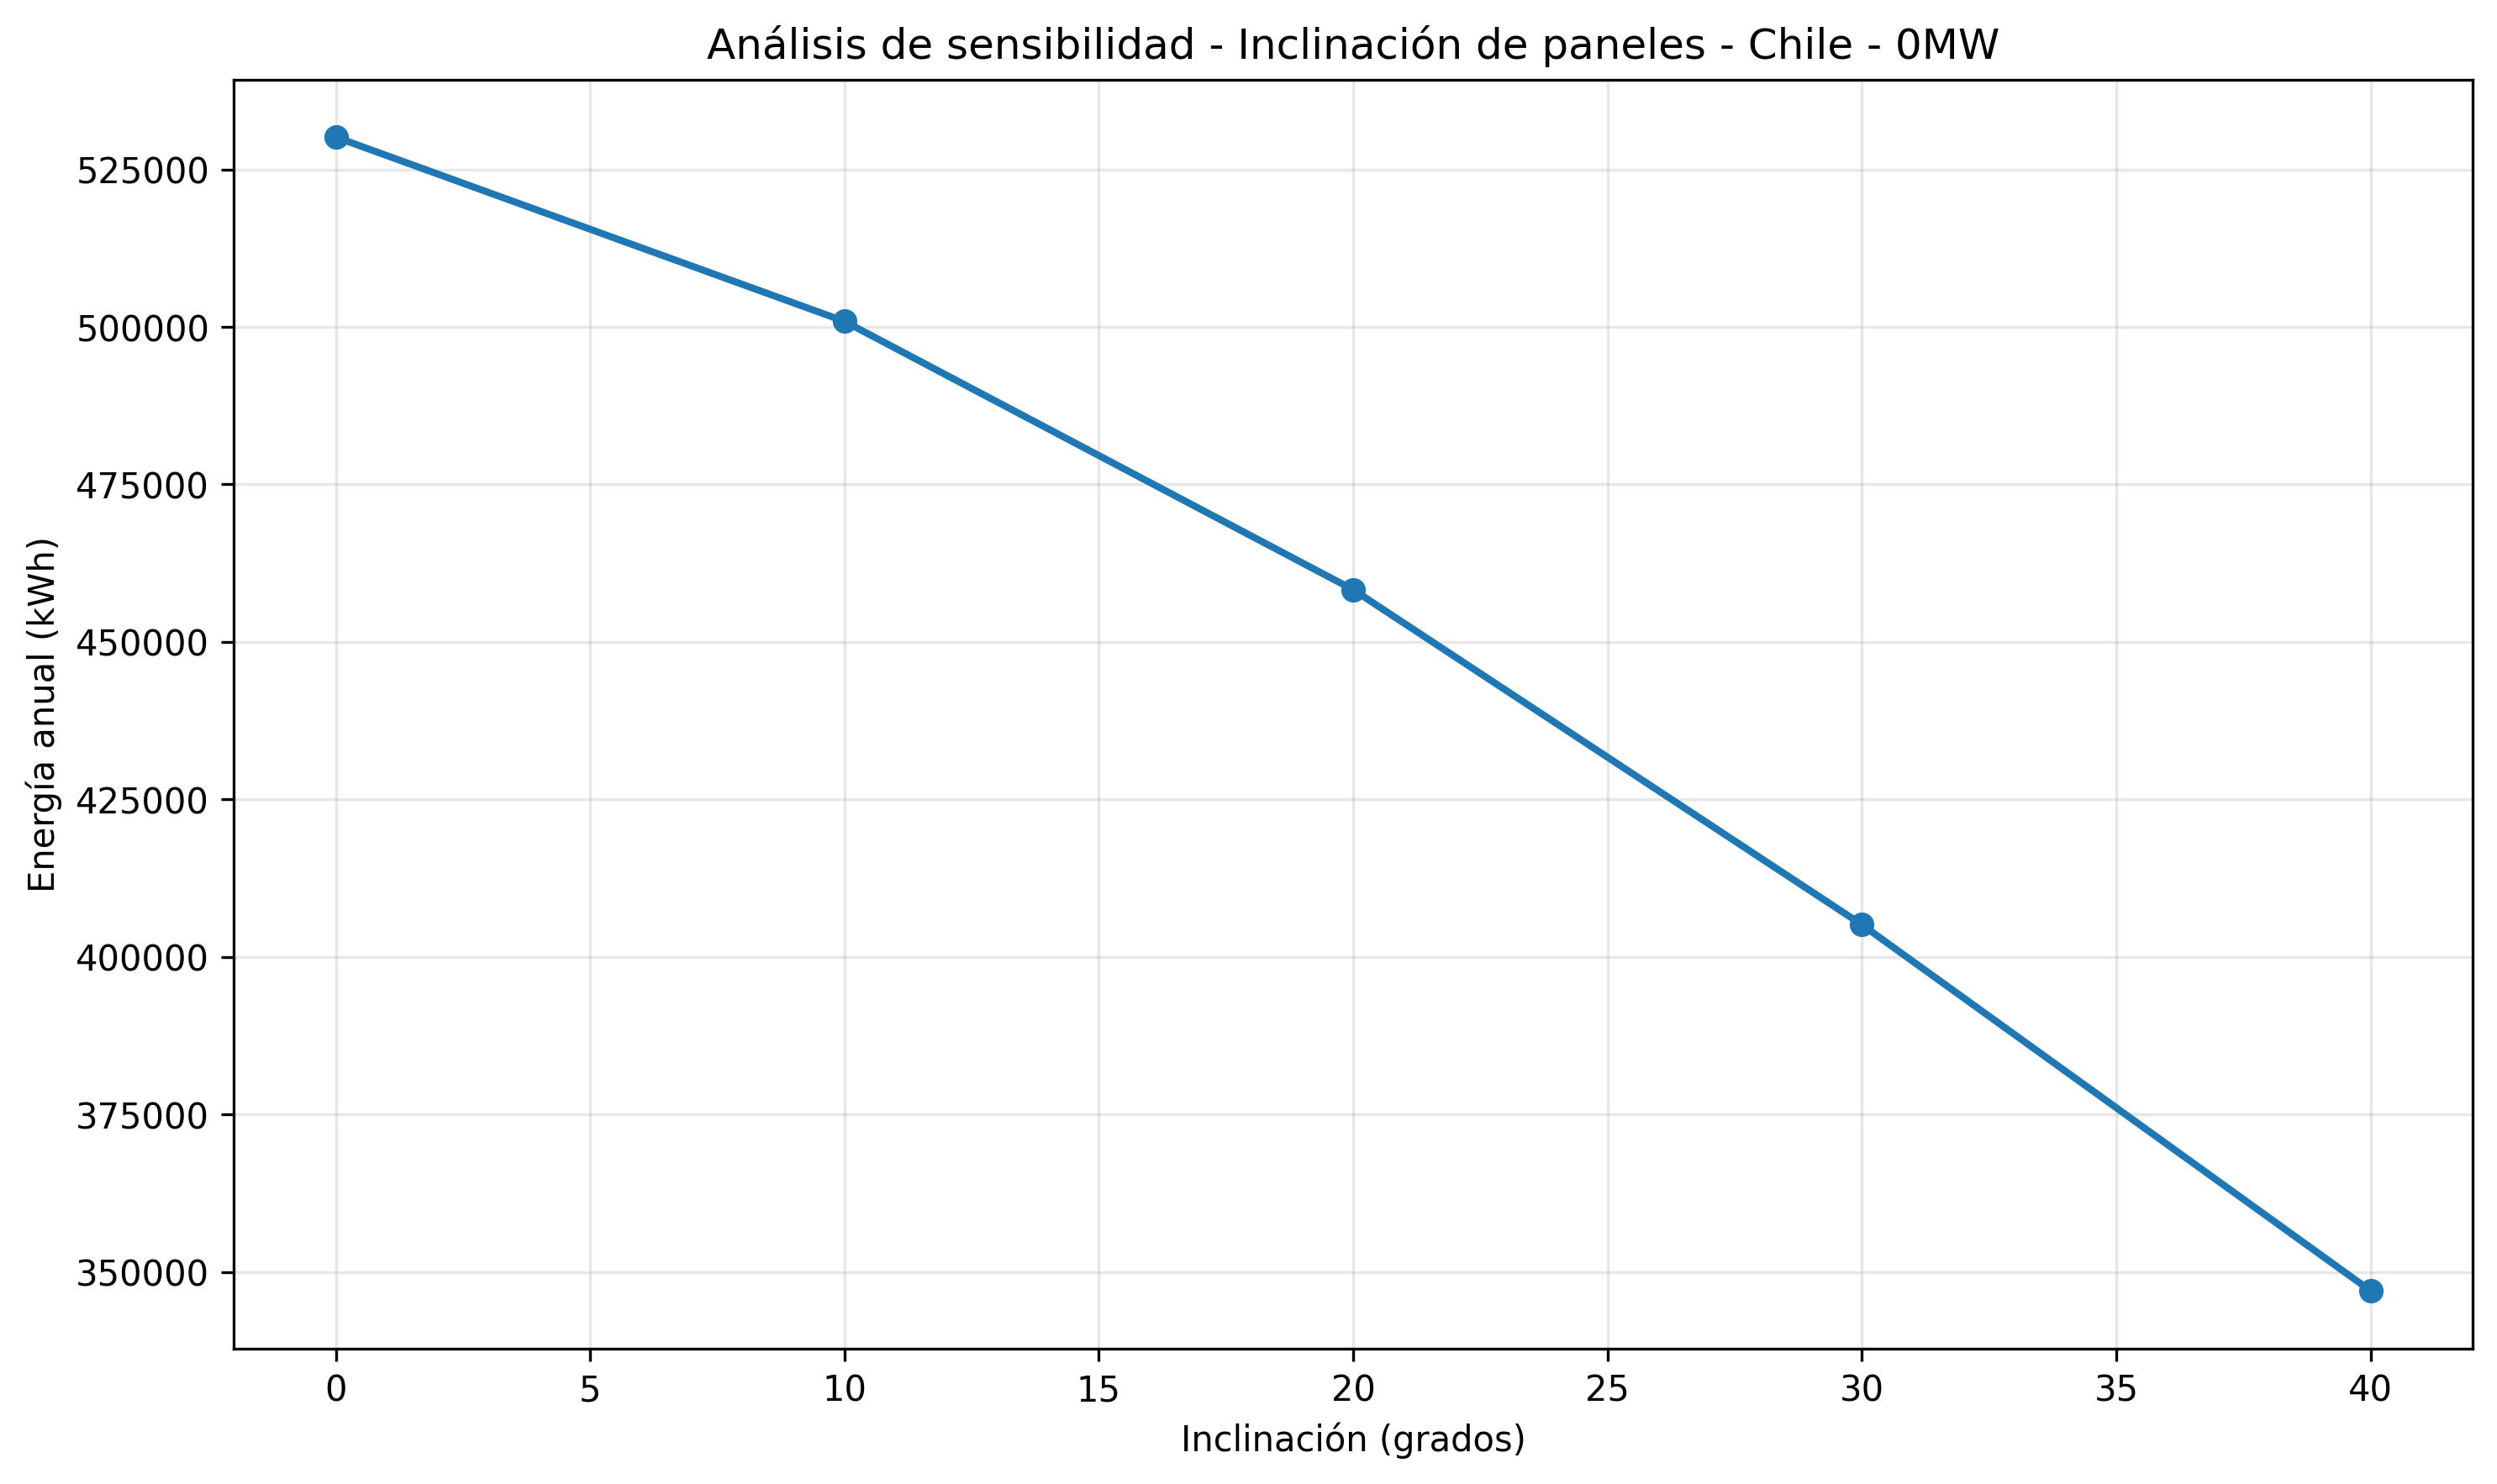 Análisis de sensibilidad - Inclinación de paneles - Chile - 0MW
Energía anual (kWh)
525000
500000
475000
450000
425000
400000
375000
350000
0 5 10 15 20 25 30 35 40
Inclinación (grados)